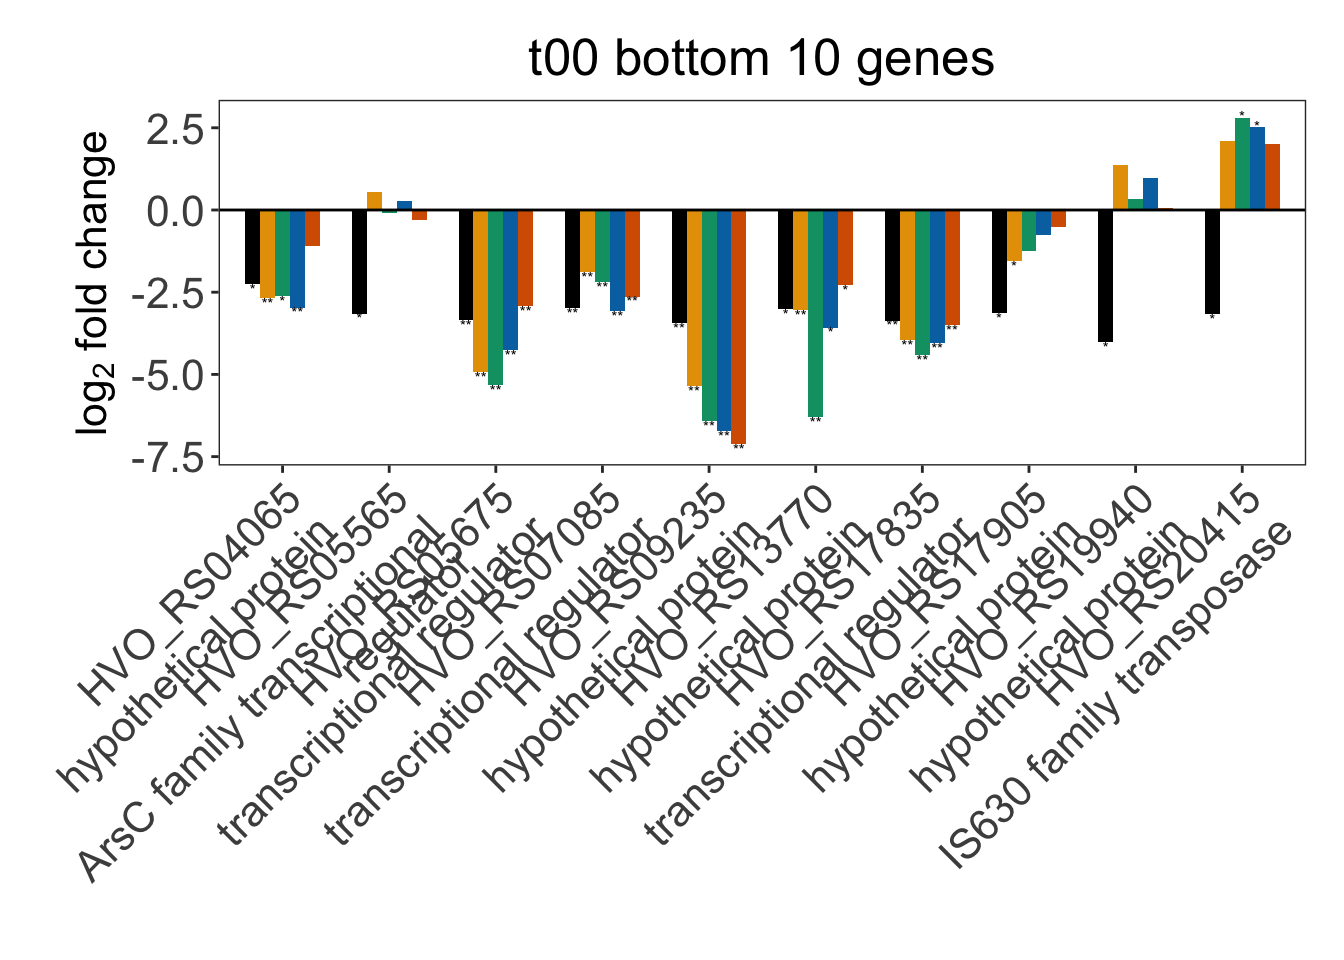 t00 bottom 10 genes
log2 fold change
2.5
0.0
-2.5
-5.0
-7.5
HVO_RS04065
hypothetical protein
HVO_RS05565
ArsC family transcriptional
regulator
HVO_RS05675
transcriptional regulator
HVO_RS07085
transcriptional regulator
HVO_RS09235
hypothetical protein
HVO_RS13770
hypothetical protein
HVO_RS17835
transcriptional regulator
HVO_RS17905
hypothetical protein
HVO_RS19940
hypothetical protein
HVO_RS20415
IS630 family transposase